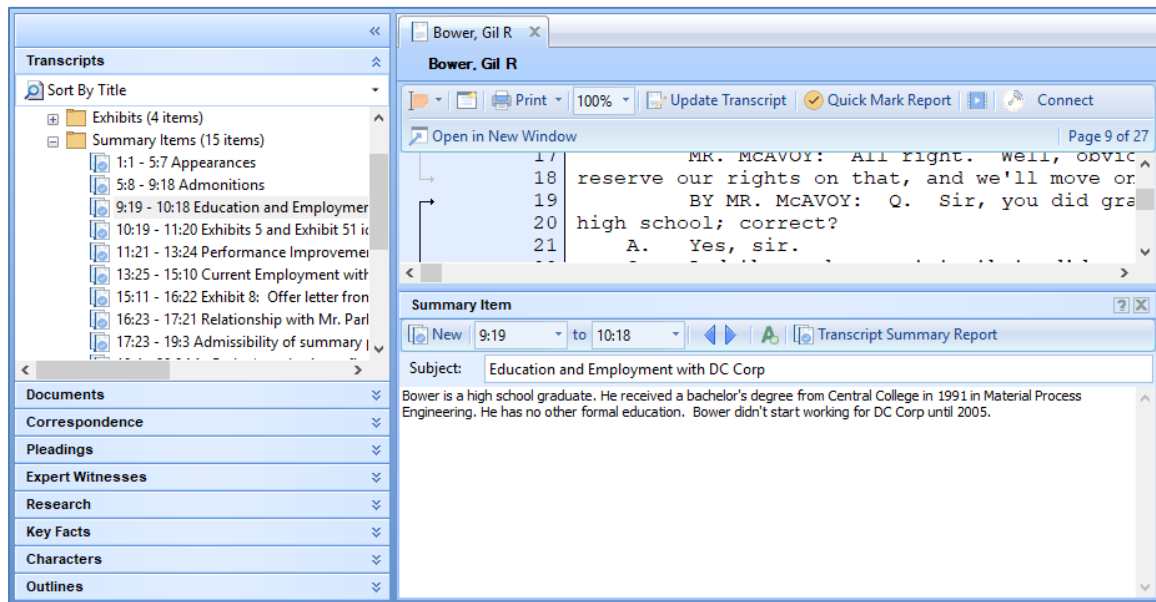 Transcripts
Sort By Title
Exhibits (4 items)
Summary Items (15 items)
1:1 - 5:7 Appearances
5:8 - 9:18 Admonitions
9:19 - 10:18 Education and Employmen
10:19 - 11:20 Exhibits 5 and Exhibit 51 i
11:21 - 13:24 Performance Improvemen
13:25 - 15:10 Current Employment with
15:11 - 16:22 Exhibit 8: Offer letter from
16:23 - 17:21 Relationship with Mr. Parl
17:23 - 19:3 Admissibility of summary
Documents
Correspondence
Pleadings
Expert Witnesses
Research
Key Facts
Characters
Outlines
Bower, Gil R X
Bower, Gil R
Print 100% Update Transcript Quick Mark Report Connect
Open in New Window Page 9 of 27
17 MR. McAVOY: All right. Well, obvic
18 reserve our rights on that, and we'll move on
19 BY MR. McAVOY: Q. Sir, you did gra
20 high school; correct?
21 A. Yes, sir.
Summary Item ? X
New 9:19 to 10:18 A Transcript Summary Report
Subject: Education and Employment with DC Corp
Bower is a high school graduate. He received a bachelor's degree from Central College in 1991 in Material Process
Engineering. He has no other formal education. Bower didn't start working for DC Corp until 2005.